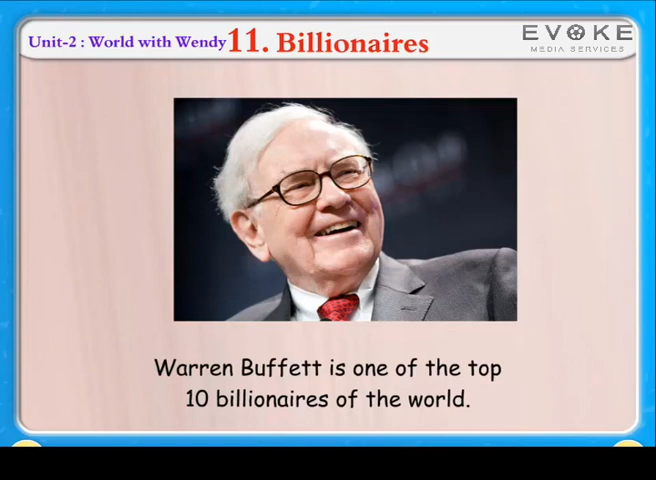 Unit-2 : World with Wendy 11. Billionaires
EVOKE
MEDIA SERVICES
Warren Buffett is one of the top
10 billionaires of the world.